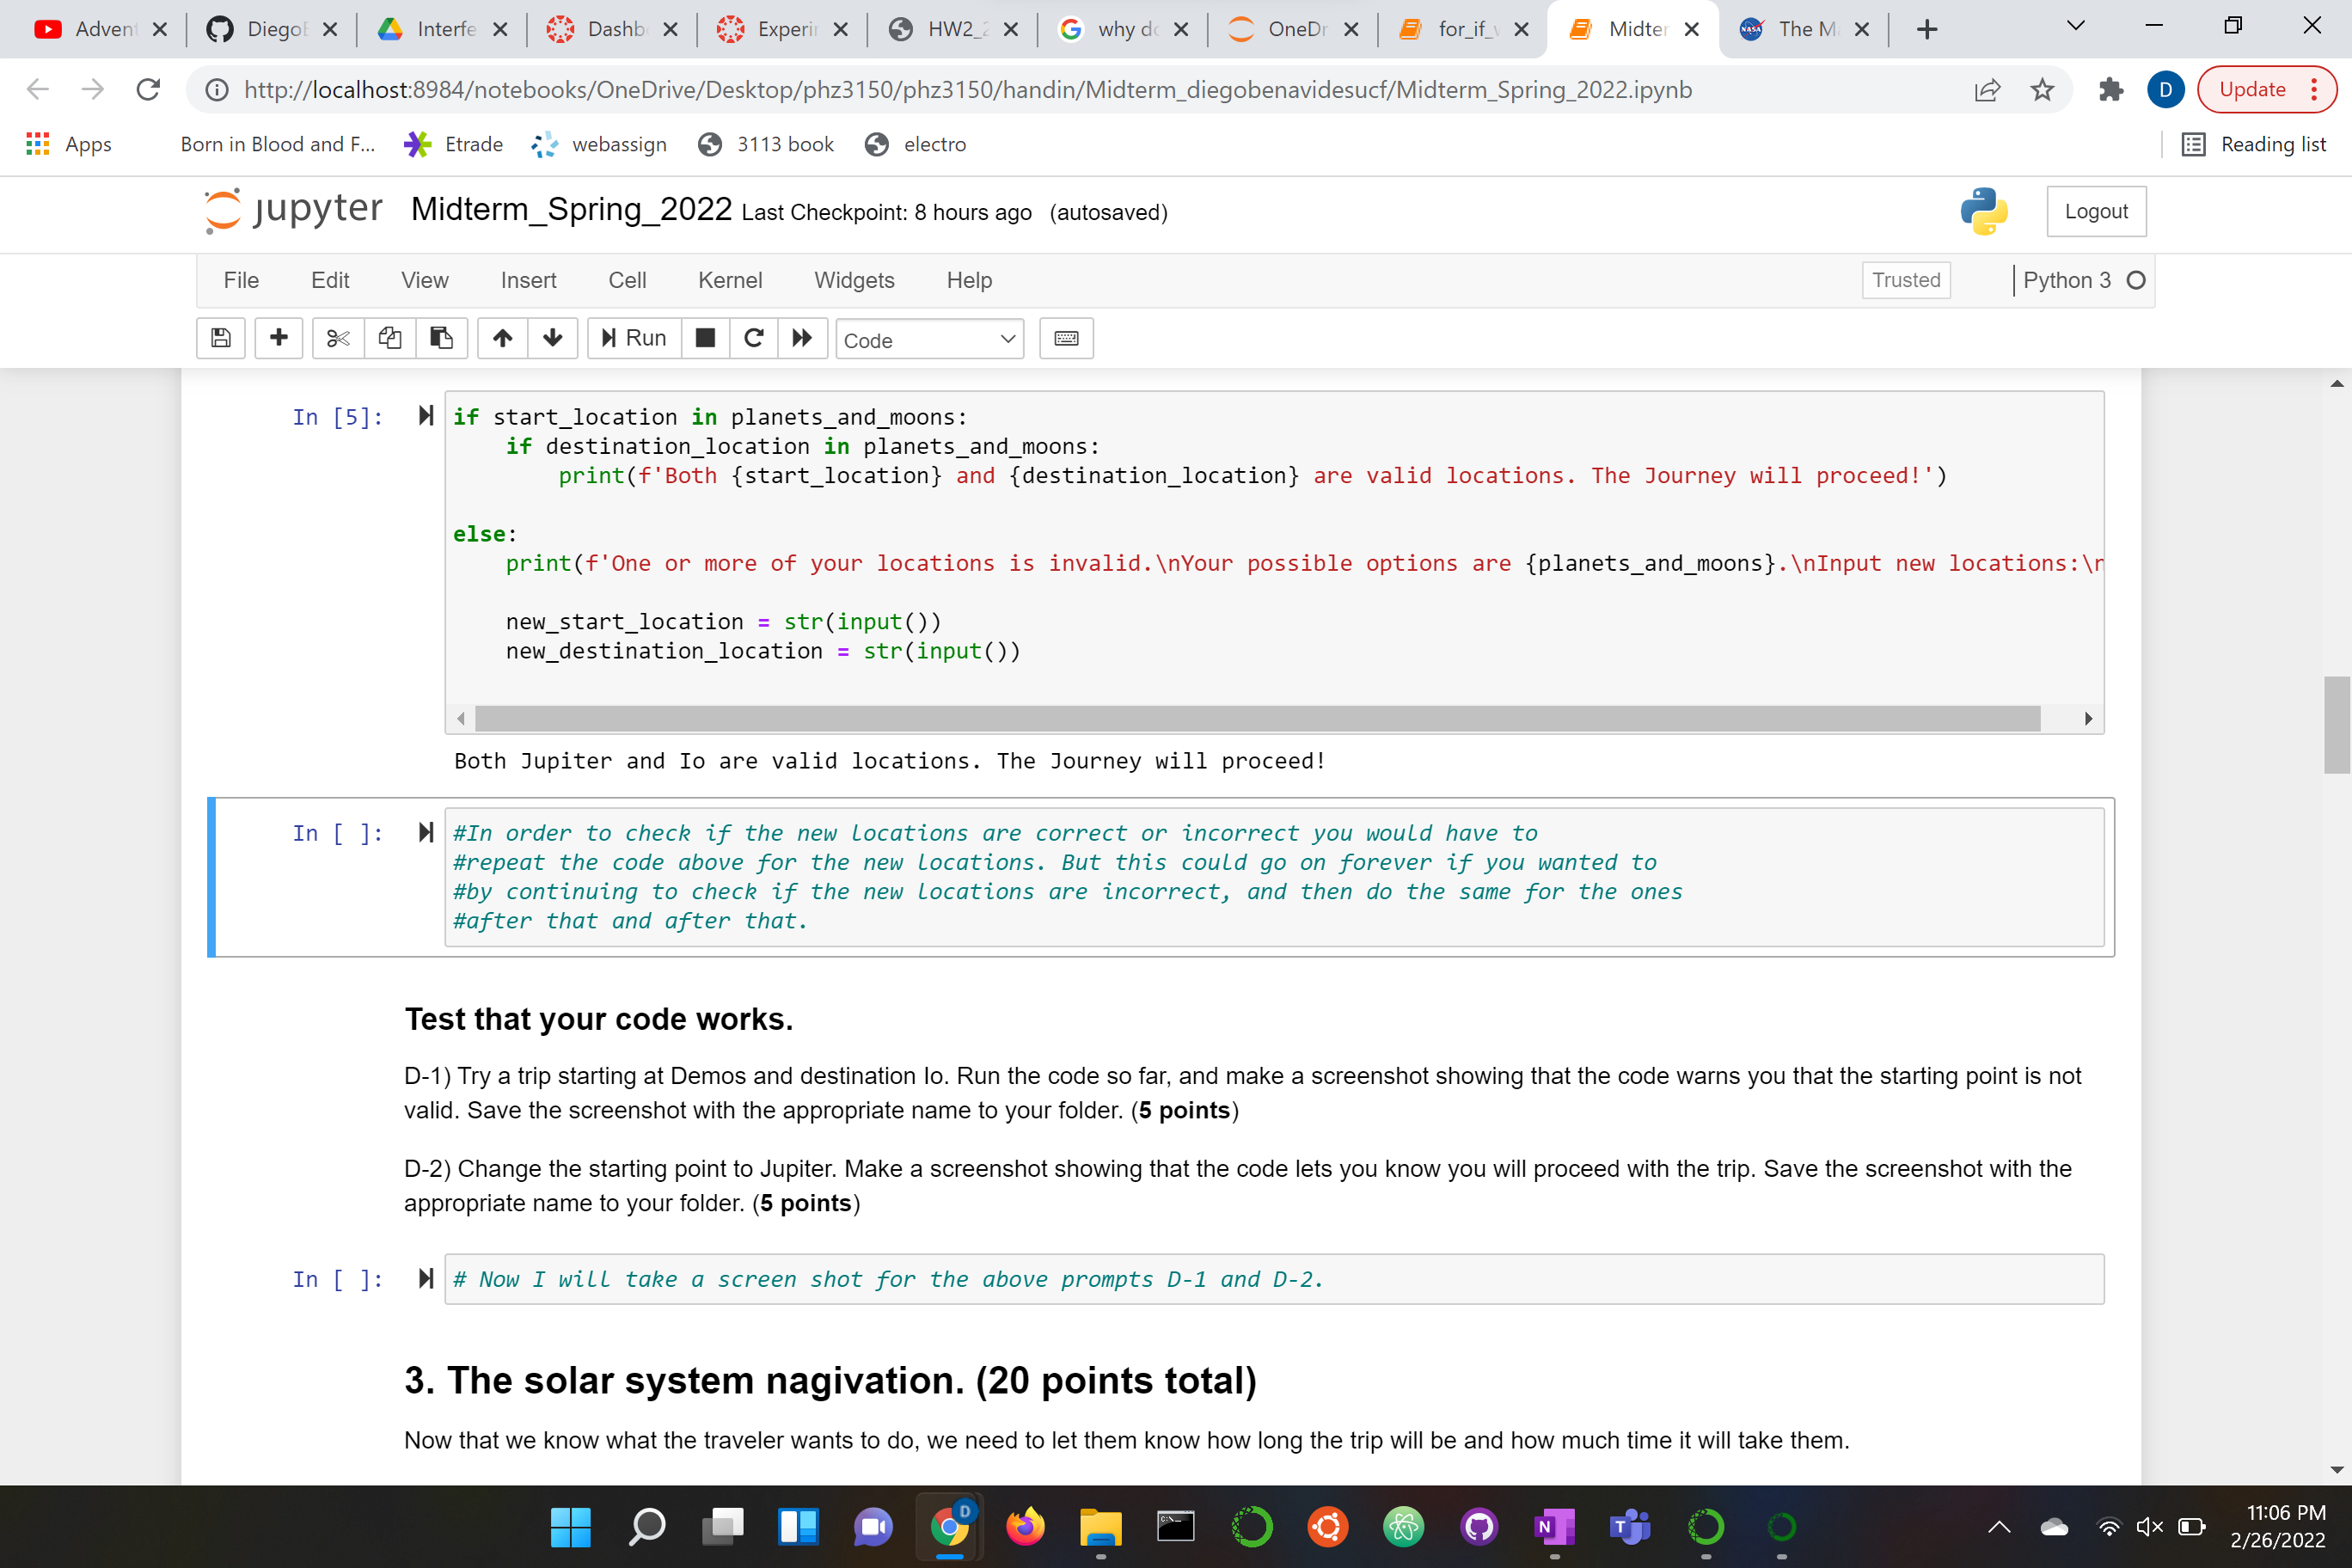 Advent
DiegoB
Interfe
Dashb
Experin
HW2_2
why do
OneDr
for_if_w
Midter
The M
http://localhost:8984/notebooks/OneDrive/Desktop/phz3150/phz3150/handin/Midterm_diegobenavidesucf/Midterm_Spring_2022.ipynb
D
Update
Apps
Born in Blood and F...
Etrade
webassign
3113 book
electro
Reading list
jupyter
Midterm_Spring_2022 Last Checkpoint: 8 hours ago (autosaved)
Logout
File Edit View Insert Cell Kernel Widgets Help
Trusted
Python 3
Run
Code
In [5]:
if start_location in planets_and_moons:
    if destination_location in planets_and_moons:
        print(f'Both {start_location} and {destination_location} are valid locations. The Journey will proceed!')
else:
    print(f'One or more of your locations is invalid.\nYour possible options are {planets_and_moons}.\nInput new locations:\n
    new_start_location = str(input())
    new_destination_location = str(input())
Both Jupiter and Io are valid locations. The Journey will proceed!
In [ ]:
#In order to check if the new locations are correct or incorrect you would have to
#repeat the code above for the new locations. But this could go on forever if you wanted to
#by continuing to check if the new locations are incorrect, and then do the same for the ones
#after that and after that.
Test that your code works.
D-1) Try a trip starting at Demos and destination Io. Run the code so far, and make a screenshot showing that the code warns you that the starting point is not
valid. Save the screenshot with the appropriate name to your folder. (5 points)
D-2) Change the starting point to Jupiter. Make a screenshot showing that the code lets you know you will proceed with the trip. Save the screenshot with the
appropriate name to your folder. (5 points)
In [ ]:
# Now I will take a screen shot for the above prompts D-1 and D-2.
3. The solar system nagivation. (20 points total)
Now that we know what the traveler wants to do, we need to let them know how long the trip will be and how much time it will take them.
11:06 PM
2/26/2022